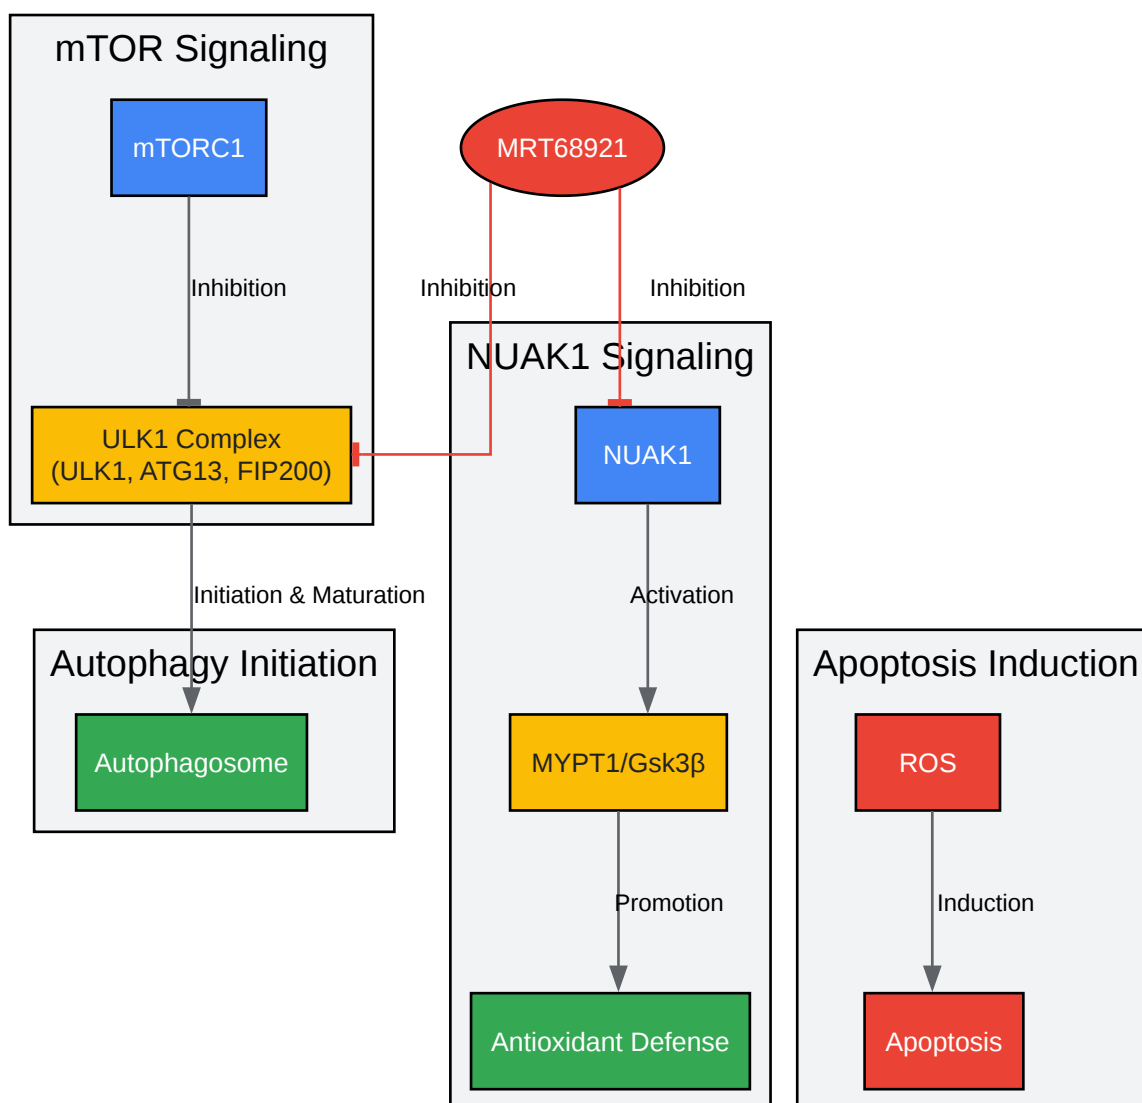 mTOR Signaling
mTORC1
MRT68921
Inhibition
Inhibition
Inhibition
NUAK1 Signaling
ULK1 Complex
(ULK1, ATG13, FIP200)
NUAK1
Initiation & Maturation
Activation
Autophagy Initiation
Apoptosis Induction
Autophagosome
MYPT1/Gsk3β
ROS
Promotion
Induction
Antioxidant Defense
Apoptosis